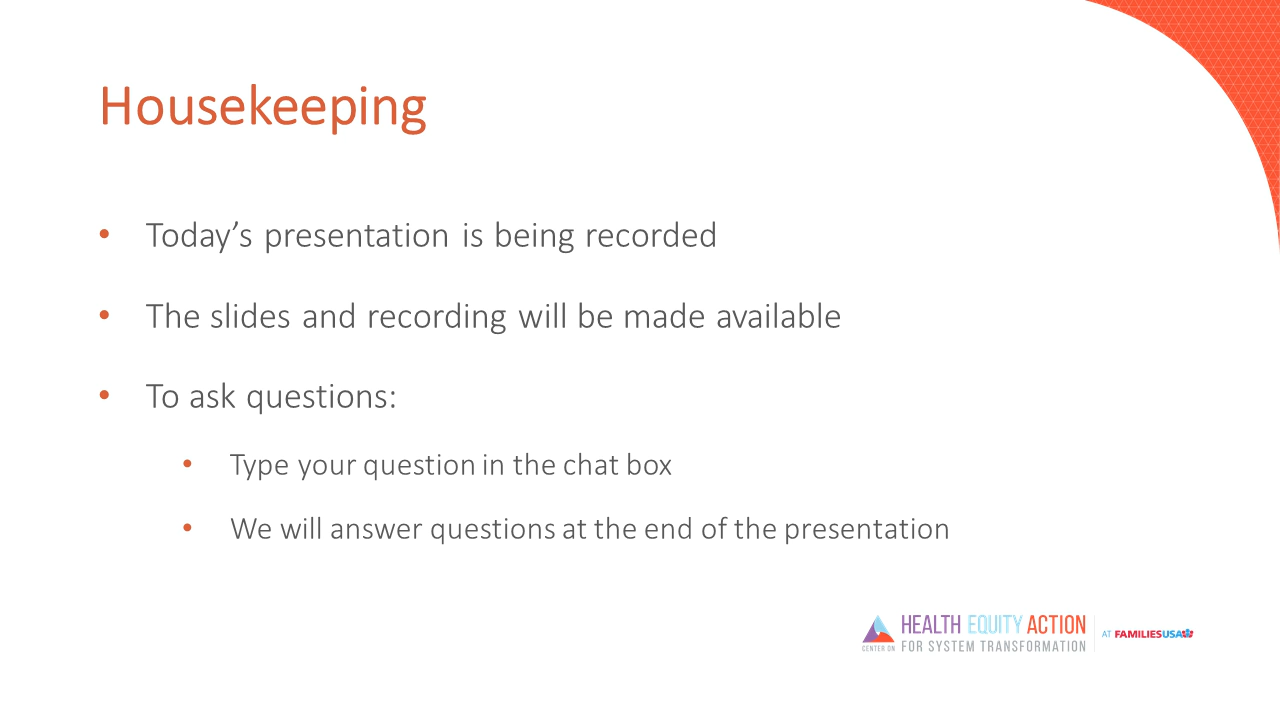 Housekeeping
• Today’s presentation is being recorded
• The slides and recording will be made available
• To ask questions:
• Type your question in the chat box
• We will answer questions at the end of the presentation
HEALTH EQUITY ACTION
CENTER ON FOR SYSTEM TRANSFORMATION
AT FAMILIESUSA